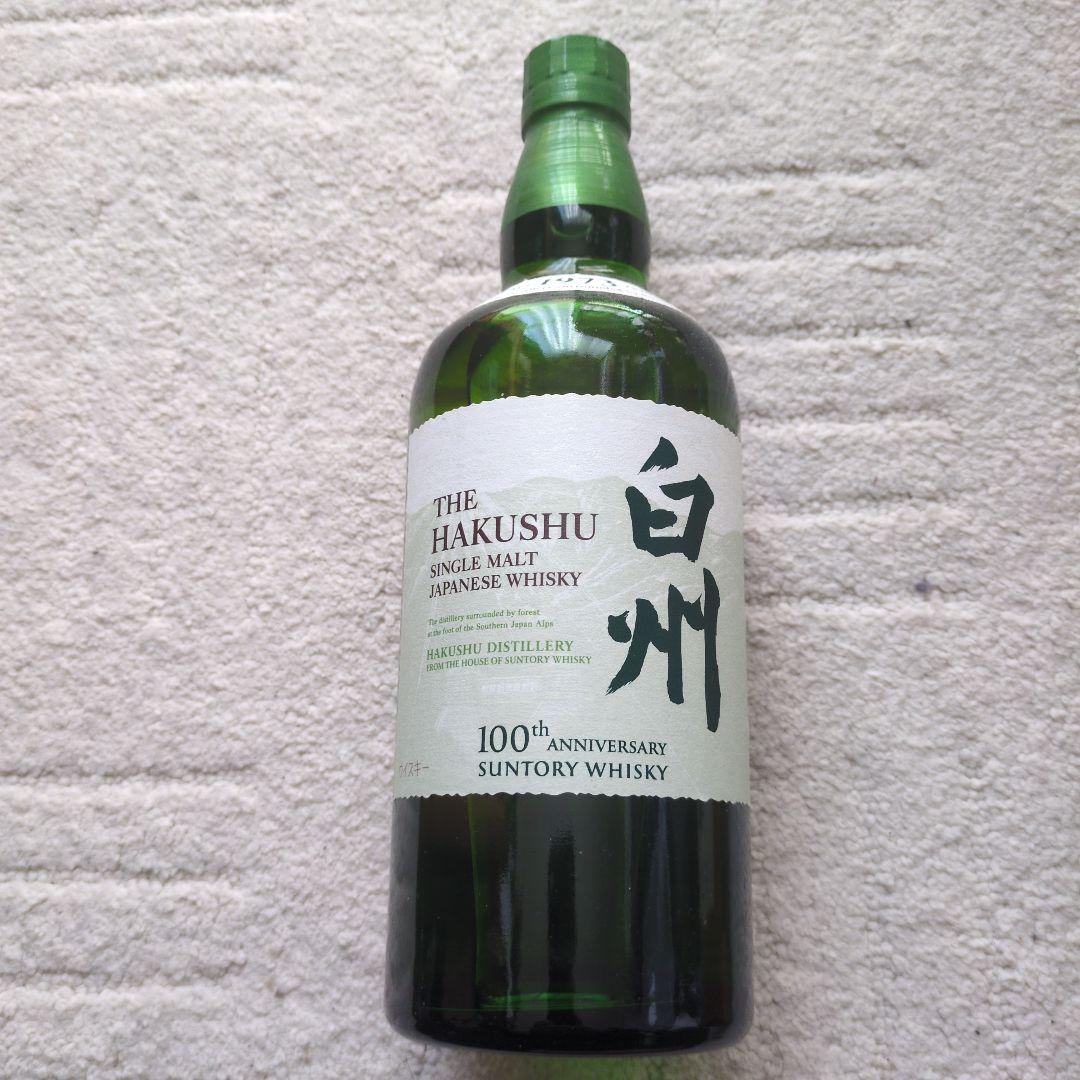 1973
THE
HAKUSHU
SINGLE MALT
JAPANESE WHISKY
白州
The distillery surrounded by forest
at the foot of the Southern Japan Alps
HAKUSHU DISTILLERY
FROM THE HOUSE OF SUNTORY WHISKY
100th ANNIVERSARY
SUNTORY WHISKY
ウイスキー